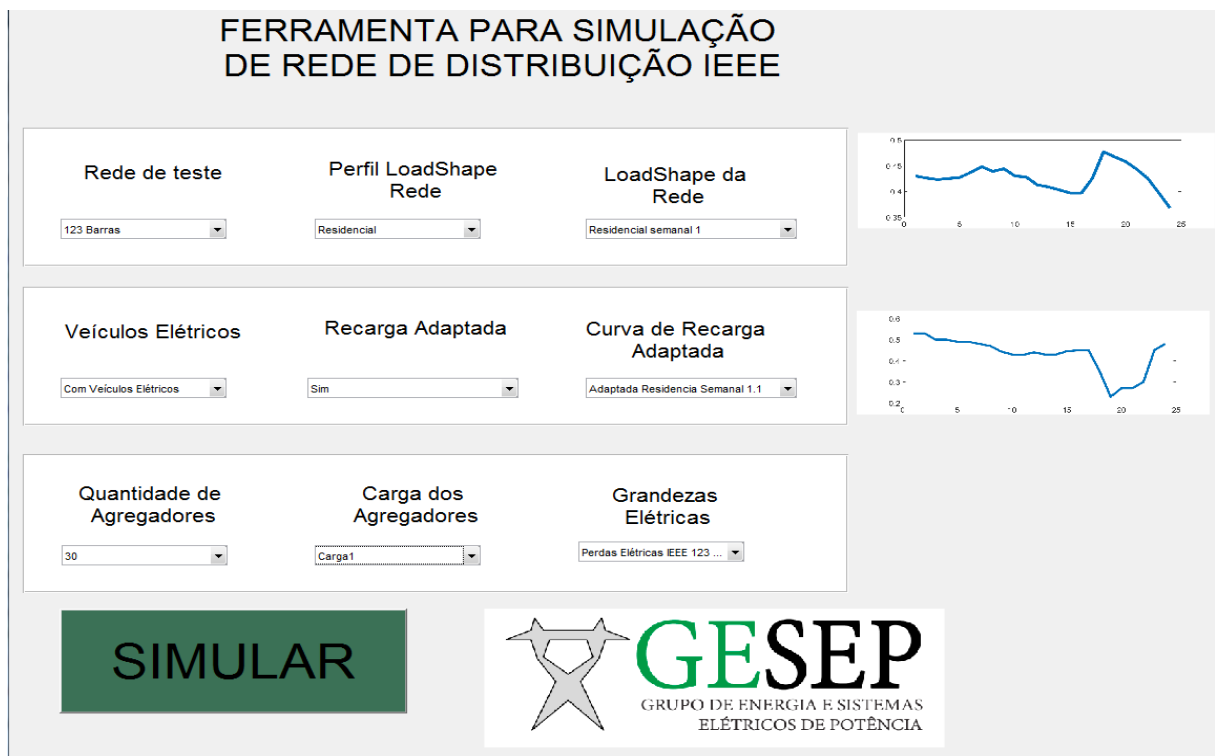 FERRAMENTA PARA SIMULAÇÃO
DE REDE DE DISTRIBUIÇÃO IEEE
Rede de teste
123 Barras
Perfil LoadShape
Rede
Residencial
LoadShape da
Rede
Residencial semanal 1
0.5
0.45
0.4
0.35
0
5
10
15
20
25
Veículos Elétricos
Com Veículos Elétricos
Recarga Adaptada
Sim
Curva de Recarga
Adaptada
Adaptada Residencia Semanal 1.1
0.6
0.5
0.4
0.3
0.2
0
5
10
15
20
25
Quantidade de
Agregadores
30
Carga dos
Agregadores
Carga1
Grandezas
Elétricas
Perdas Elétricas IEEE 123 ...
SIMULAR
GESEP
GRUPO DE ENERGIA E SISTEMAS
ELÉTRICOS DE POTÊNCIA